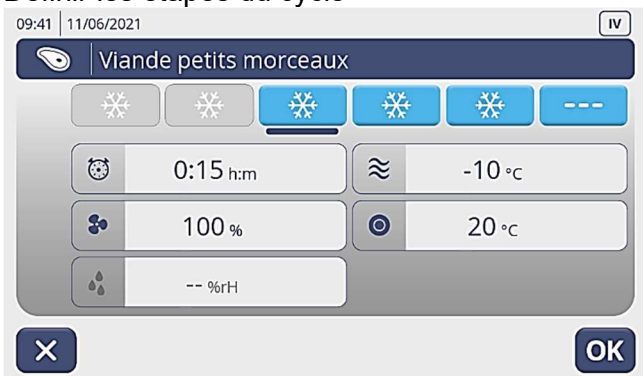 09:41 11/06/2021 IV
Viande petits morceaux
---
0:15 h:m -10 °C
100 % 20 °C
-- %rH
X OK